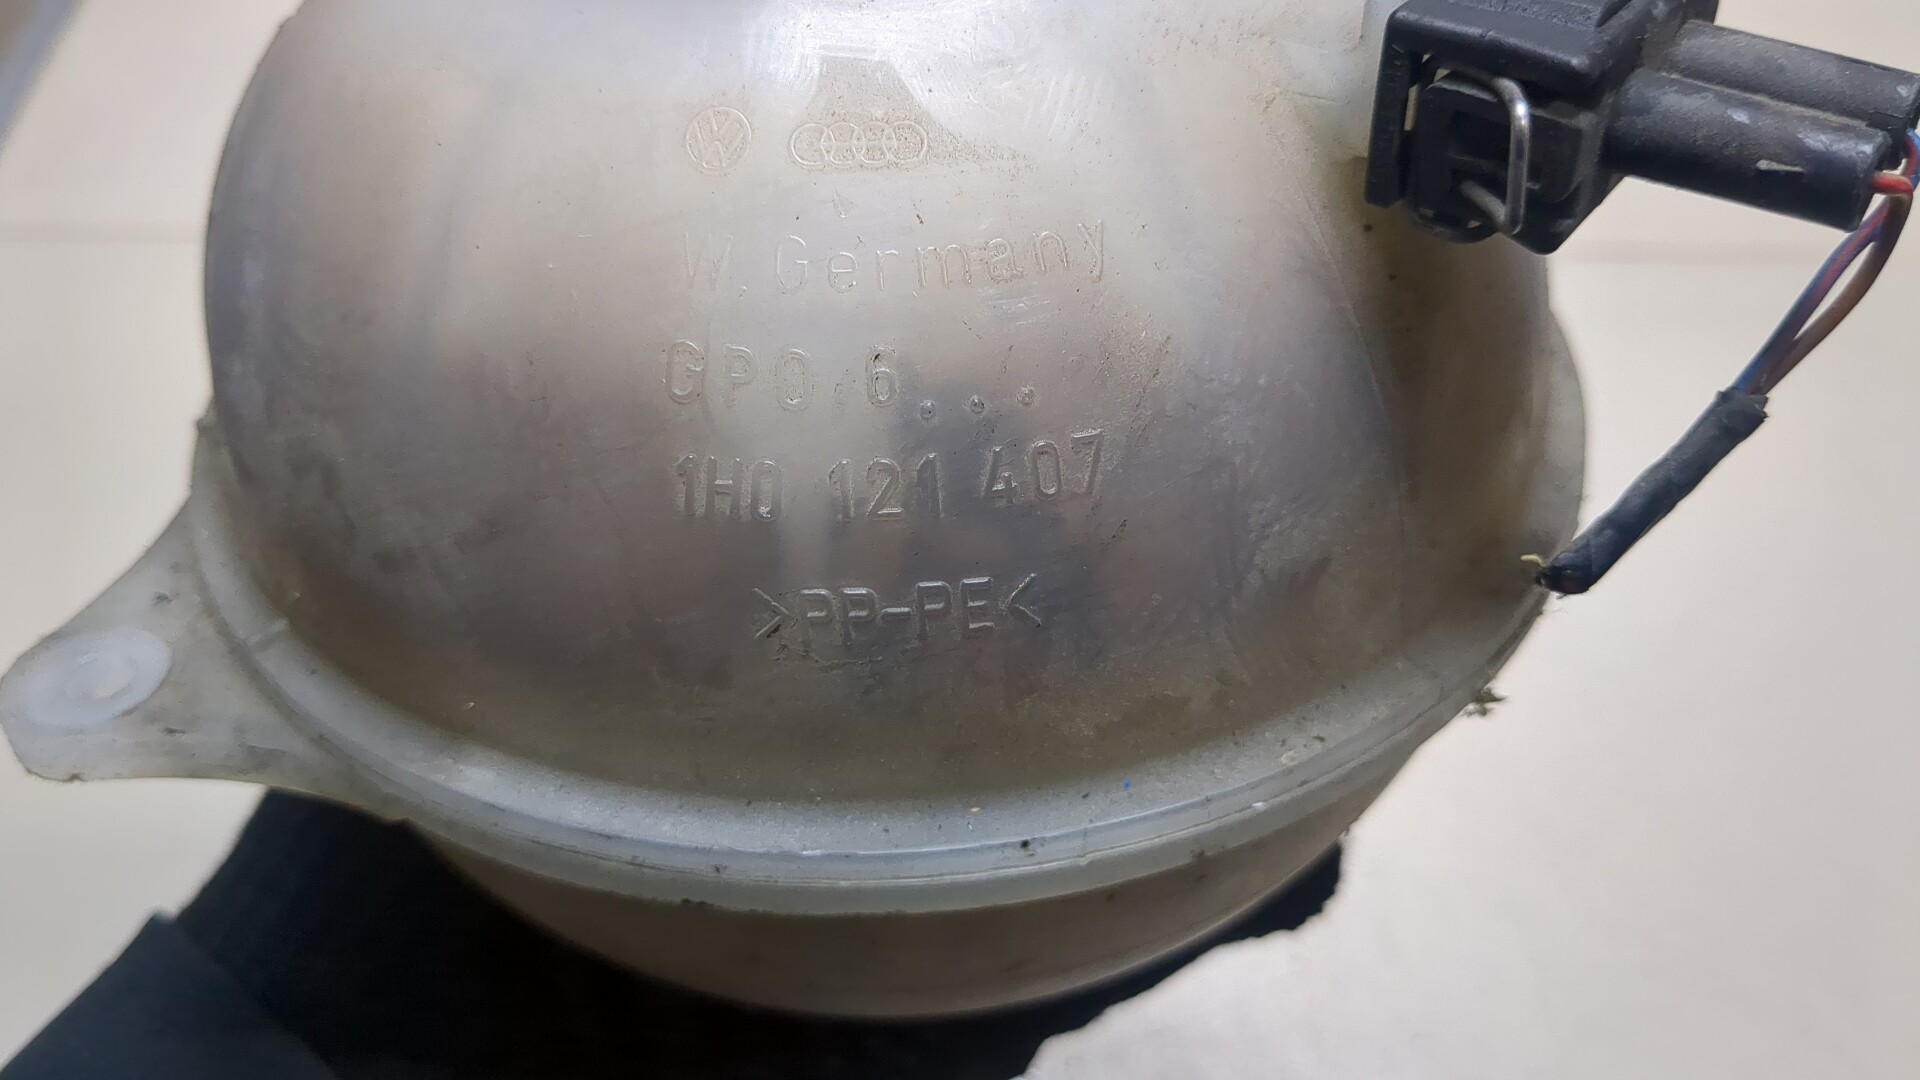 W. Germany
GPO.6...
1H0 121 407
>PP-PE<